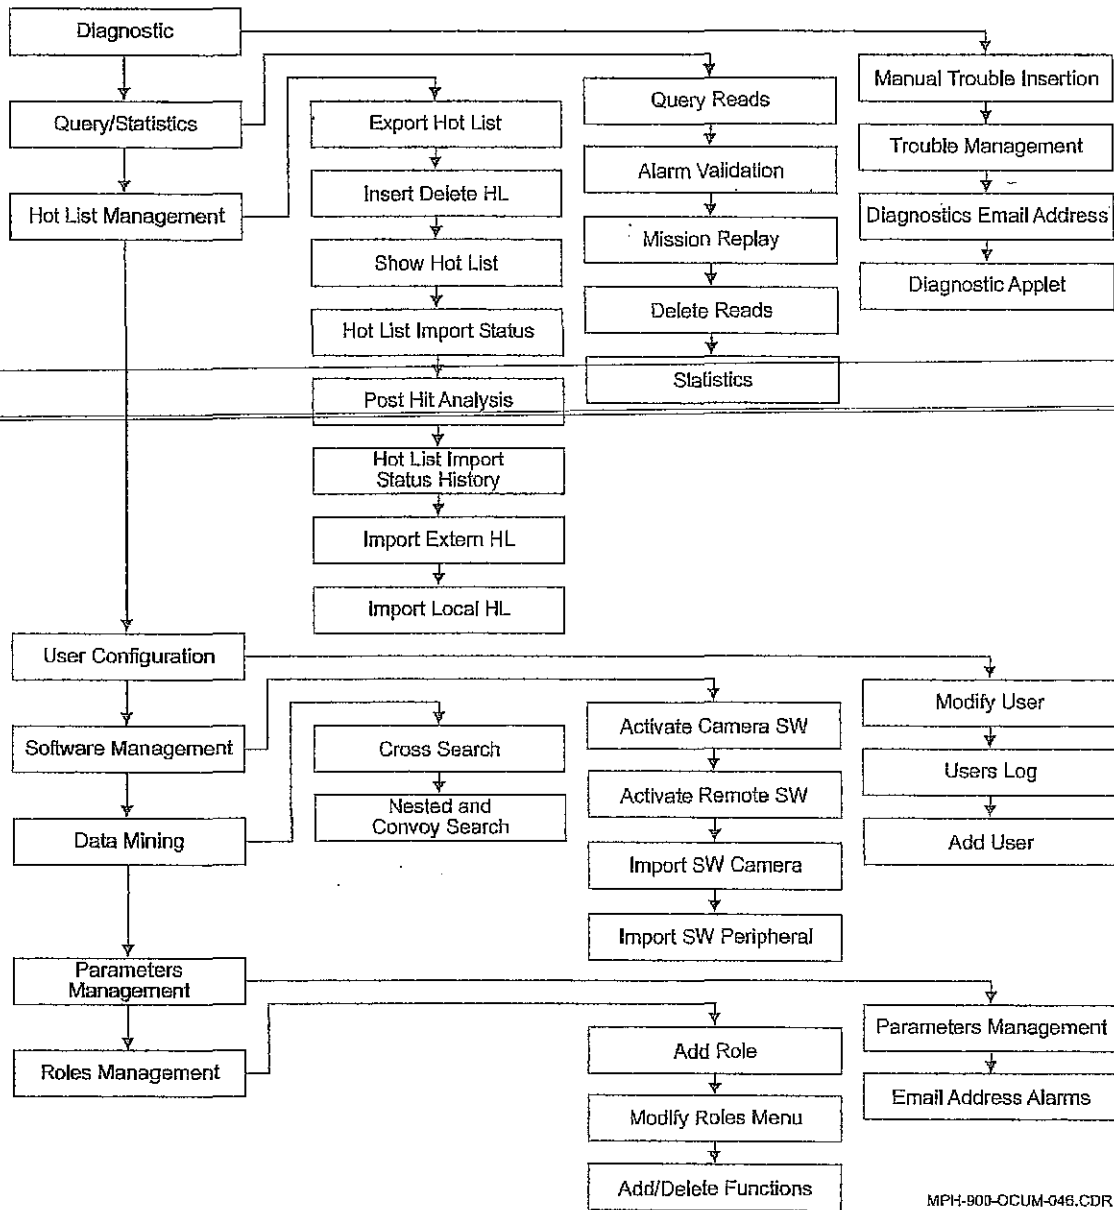 Diagnostic
Query/Statistics
Hot List Management
Export Hot List
Insert Delete HL
Show Hot List
Hot List Import Status
Post Hit Analysis
Hot List Import
Status History
Import Extern HL
Import Local HL
Query Reads
Alarm Validation
Mission Replay
Delete Reads
Statistics
Manual Trouble Insertion
Trouble Management
Diagnostics Email Address
Diagnostic Applet
User Configuration
Software Management
Data Mining
Cross Search
Nested and
Convoy Search
Activate Camera SW
Activate Remote SW
Import SW Camera
Import SW Peripheral
Modify User
Users Log
Add User
Parameters
Management
Roles Management
Add Role
Modify Roles Menu
Add/Delete Functions
Parameters Management
Email Address Alarms
MPH-900-OCUM-046.CDR